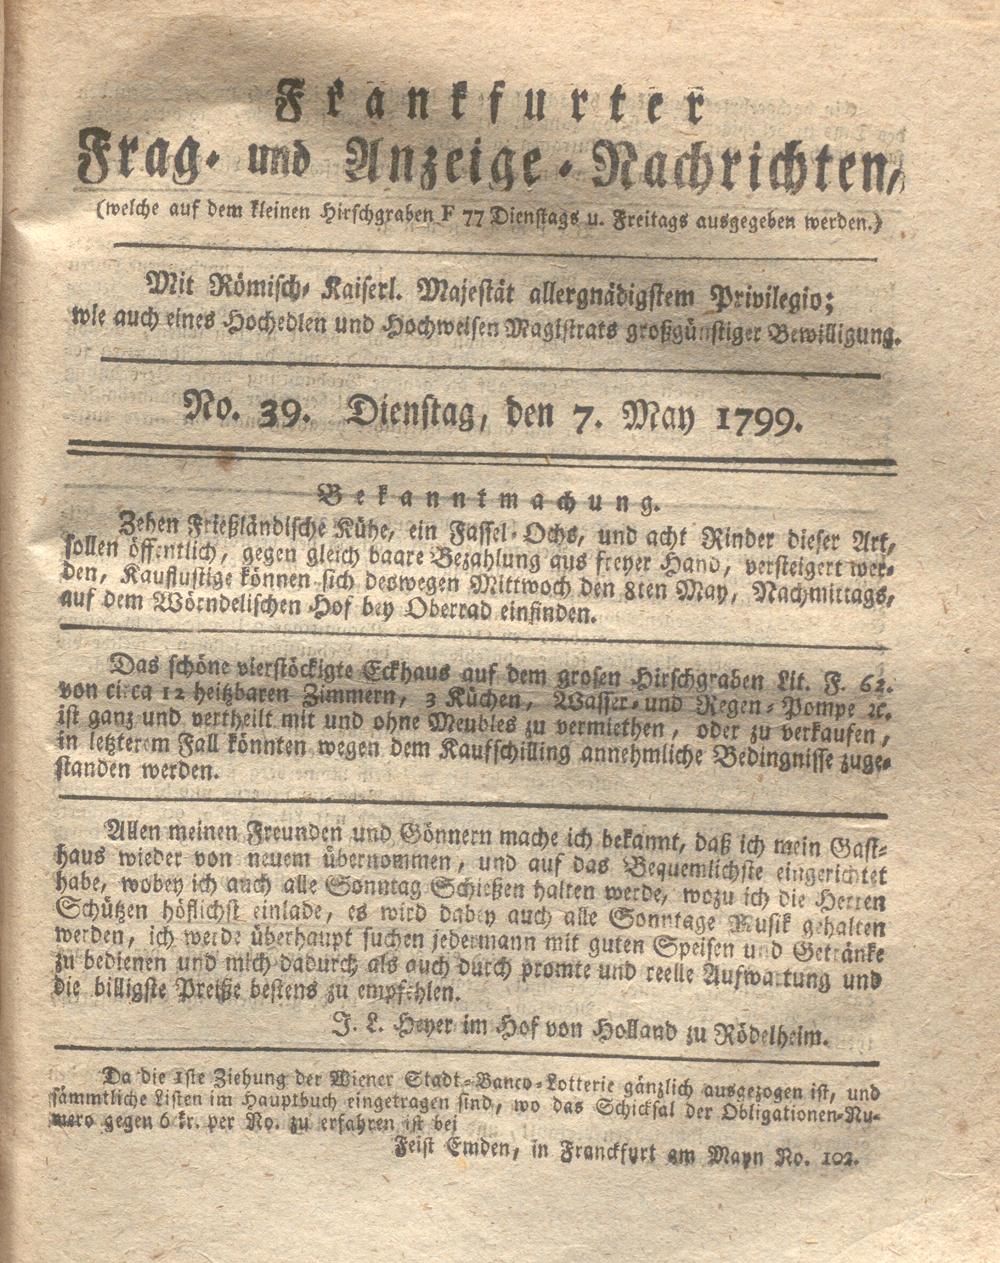 Frankfurter
Frag- und Anzeige-Nachrichten,
(welche auf dem kleinen Hirschgraben F 77 Dienstags u. Freitags ausgegeben werden.)
Mit Römisch-Kaiserl. Majestät allergnädigstem Privilegio;
wie auch eines Hochedlen und Hochweisen Magistrats großgünstiger Bewilligung.
No. 39. Dienstag, den 7. May 1799.
Bekanntmachung.
Zehen Frießländische Kühe, ein Fassel-Ochs, und acht Rinder dieser Art,
sollen öffentlich, gegen gleich baare Bezahlung aus freyer Hand, versteigert wer-
den, Kauflustige können sich deswegen Mittwoch den 8ten May, Nachmittags,
auf dem Wörndelischen Hof bey Oberrad einfinden.
Das schöne vierstöckigte Eckhaus auf dem grosen Hirschgraben Lit. F. 62.
von circa 12 heitzbaren Zimmern, 3 Küchen, Wasser- und Regen-Pompe ꝛc.
ist ganz und vertheilt mit und ohne Meubles zu vermiethen, oder zu verkaufen,
in letzterem Fall könnten wegen dem Kaufschilling annehmliche Bedingnisse zuge-
standen werden.
Allen meinen Freunden und Gönnern mache ich bekannt, daß ich mein Gast-
haus wieder von neuem übernommen, und auf das Bequemlichste eingerichtet
habe, wobey ich auch alle Sonntag Schießen halten werde, wozu ich die Herren
Schützen höflichst einlade, es wird dabey auch alle Sonntage Musik gehalten
werden, ich werde überhaupt suchen jedermann mit guten Speisen und Getränke
zu bedienen und mich dadurch als auch durch promte und reelle Aufwartung und
die billigste Preiße bestens zu empfehlen.
J. L. Heyer im Hof von Holland zu Rödelheim.
Da die 1ste Ziehung der Wiener Stadt-Banco-Lotterie gänzlich ausgezogen ist, und
sämmtliche Listen im Hauptbuch eingetragen sind, wo das Schicksal der Obligationen-Nu-
mero gegen 6 kr. per No. zu erfahren ist bei
Feist Emden, in Franckfurt am Mayn No. 102.